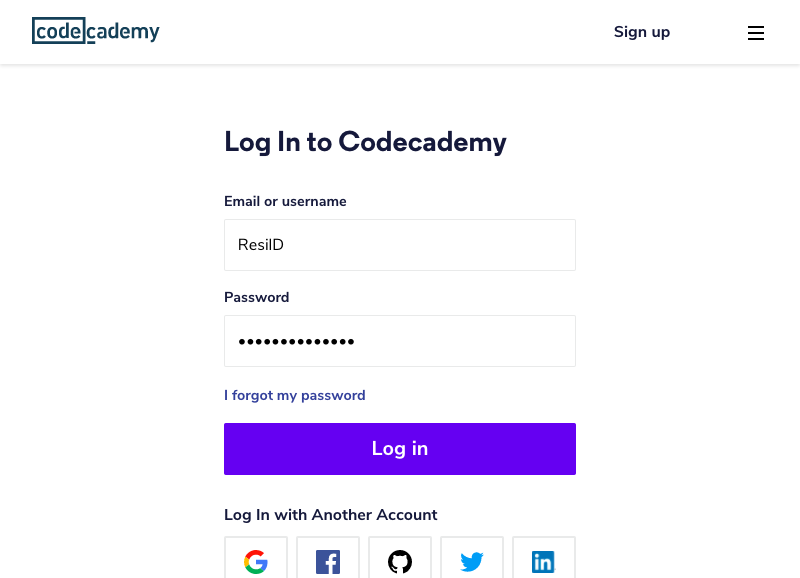 codecademy
Sign up
Log In to Codecademy
Email or username
ResilD
Password
I forgot my password
Log in
Log In with Another Account